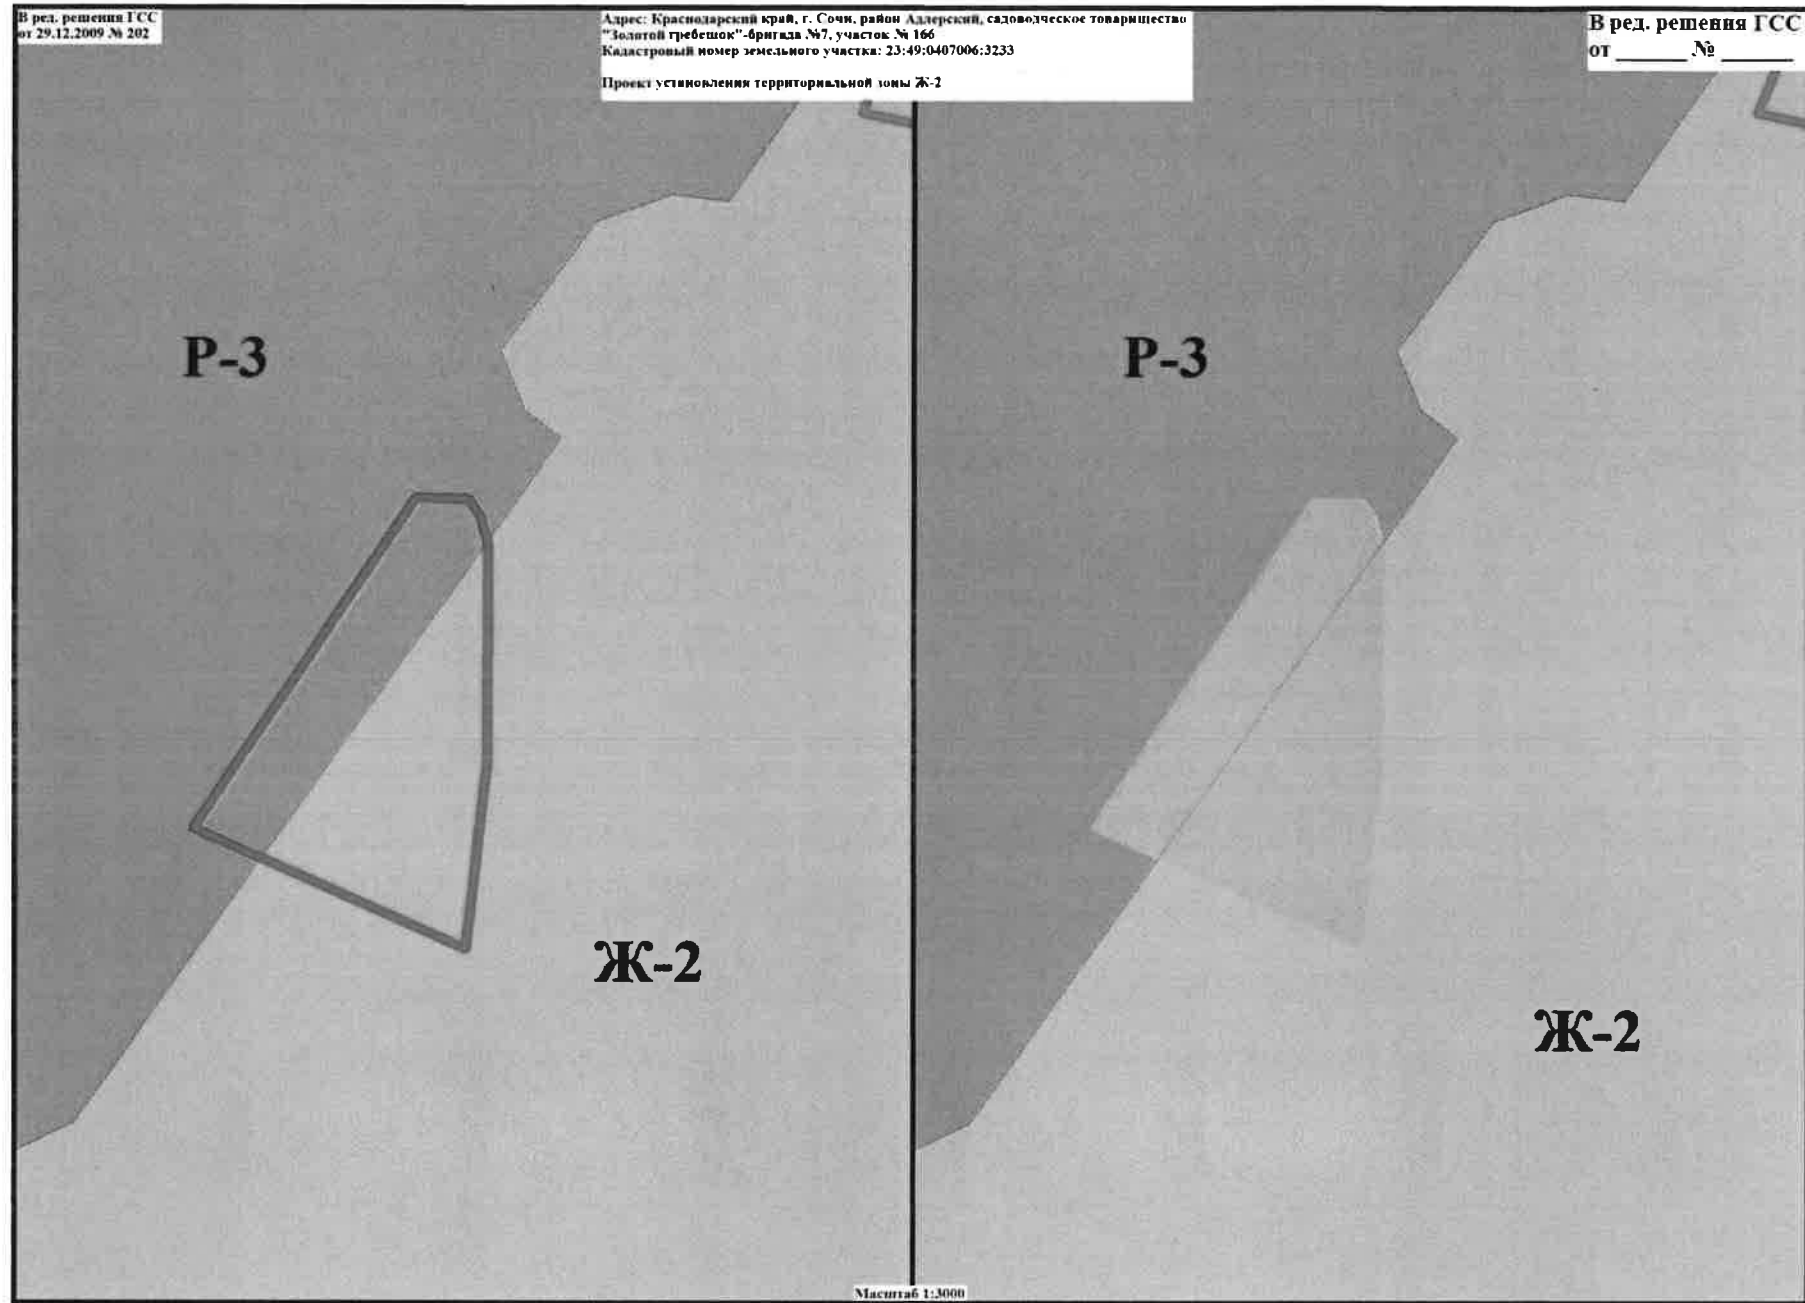 В ред. решения ГСС
от 29.12.2009 № 202
Адрес: Краснодарский край, г. Сочи, район Адлерский, садоводческое товарищество
"Золотой гребешок"-бригада №7, участок № 166
Кадастровый номер земельного участка: 23:49:0407006:3233
Проект установления территориальной зоны Ж-2
В ред. решения ГСС
от ______ № ______
Р-3
Р-3
Ж-2
Ж-2
Масштаб 1:3000